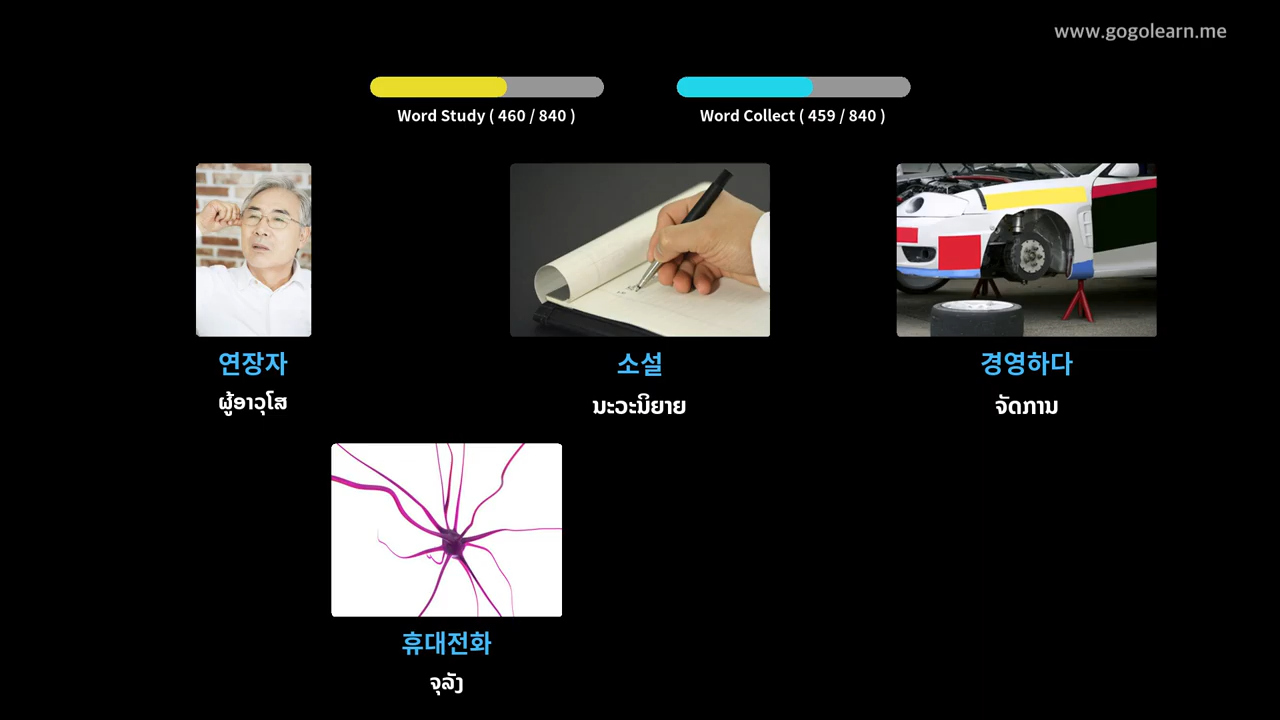 www.gogolearn.me
Word Study ( 460 / 840 )
Word Collect ( 459 / 840 )
연장자
ຜູ້ອາວຸໂສ
소설
ນະວະນິຍາຍ
경영하다
ຈັດການ
휴대전화
ຈຸລັງ